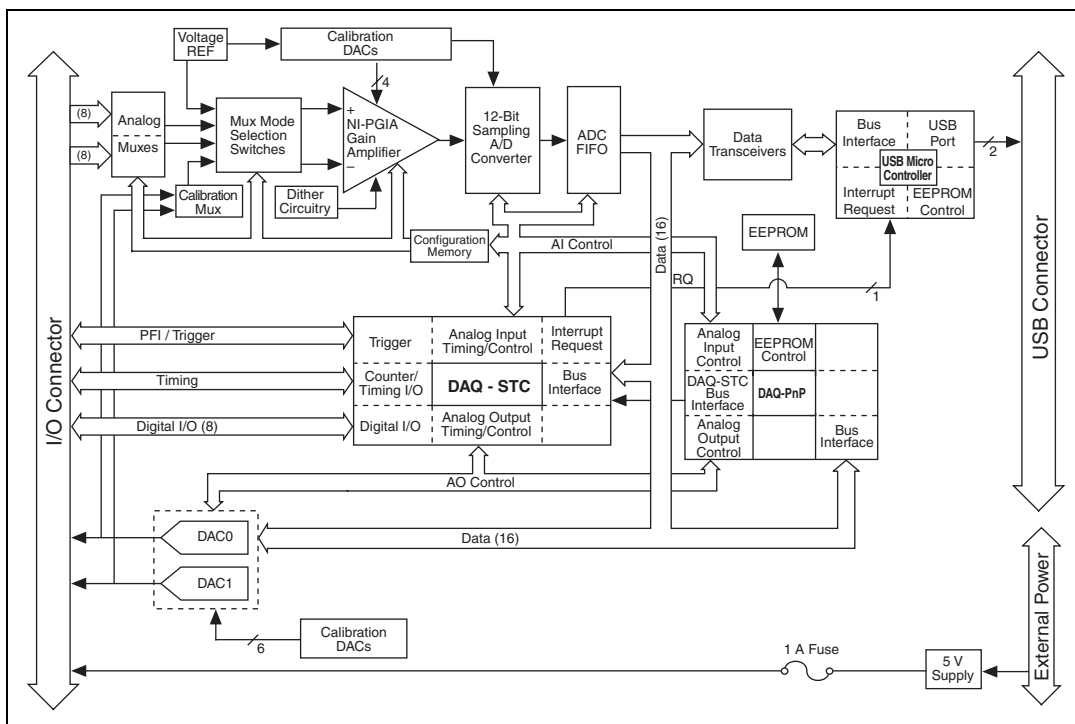 Voltage
REF
Calibration
DACs
4
(8)
(8)
Analog
Muxes
Mux Mode
Selection
Switches
+
NI-PGIA
Gain
Amplifier
–
12-Bit
Sampling
A/D
Converter
ADC
FIFO
Data
Transceivers
Bus
Interface
USB
Port
USB Micro
Controller
Interrupt
Request
EEPROM
Control
2
Calibration
Mux
Dither
Circuitry
Configuration
Memory
AI Control
Data (16)
EEPROM
IRQ
1
I/O Connector
USB Connector
PFI / Trigger
Timing
Digital I/O (8)
Trigger
Analog Input
Timing/Control
Interrupt
Request
Counter/
Timing I/O
DAQ - STC
Bus
Interface
Digital I/O
Analog Output
Timing/Control
Analog
Input
Control
EEPROM
Control
DAQ-STC
Bus
Interface
DAQ-PnP
Analog
Output
Control
Bus
Interface
AO Control
DAC0
Data (16)
DAC1
6
Calibration
DACs
1 A Fuse
5 V
Supply
External Power